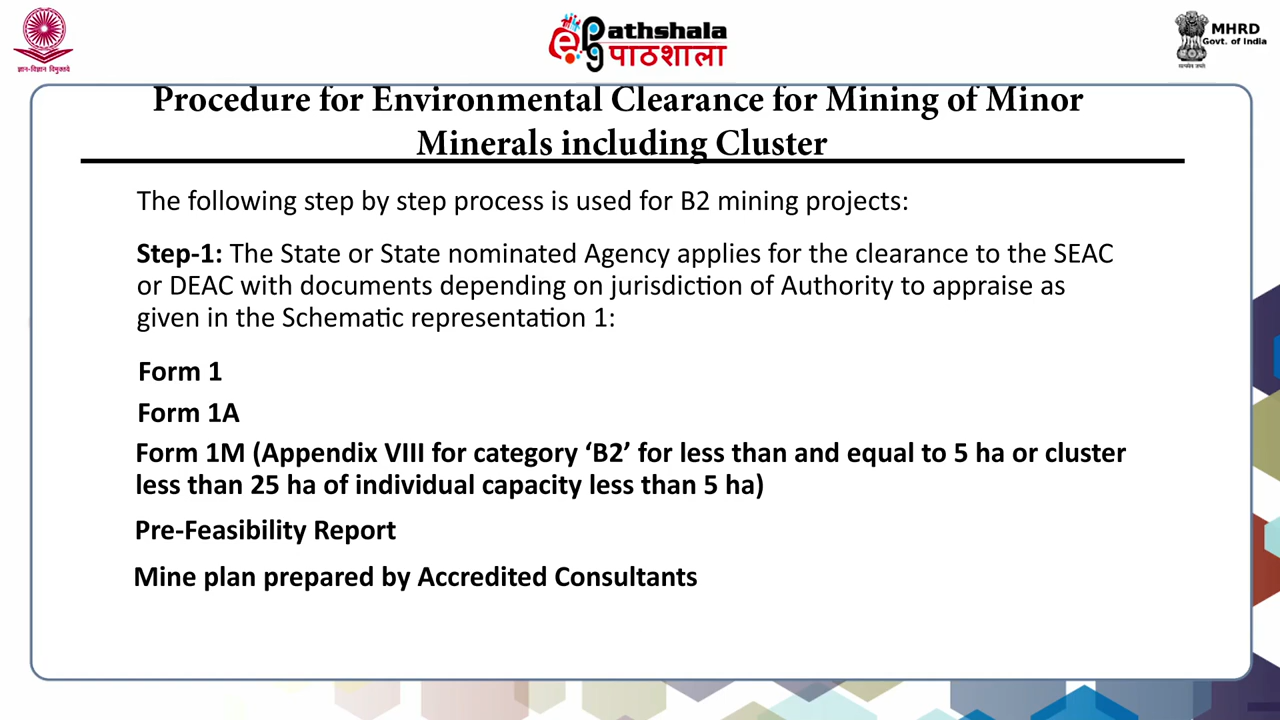 ज्ञान-विज्ञान विमुक्तये
ePathshala
पाठशाला
MHRD
Govt. of India
सत्यमेव जयते
Procedure for Environmental Clearance for Mining of Minor
Minerals including Cluster
The following step by step process is used for B2 mining projects:
Step-1: The State or State nominated Agency applies for the clearance to the SEAC
or DEAC with documents depending on jurisdiction of Authority to appraise as
given in the Schematic representation 1:
Form 1
Form 1A
Form 1M (Appendix VIII for category ‘B2’ for less than and equal to 5 ha or cluster
less than 25 ha of individual capacity less than 5 ha)
Pre-Feasibility Report
Mine plan prepared by Accredited Consultants